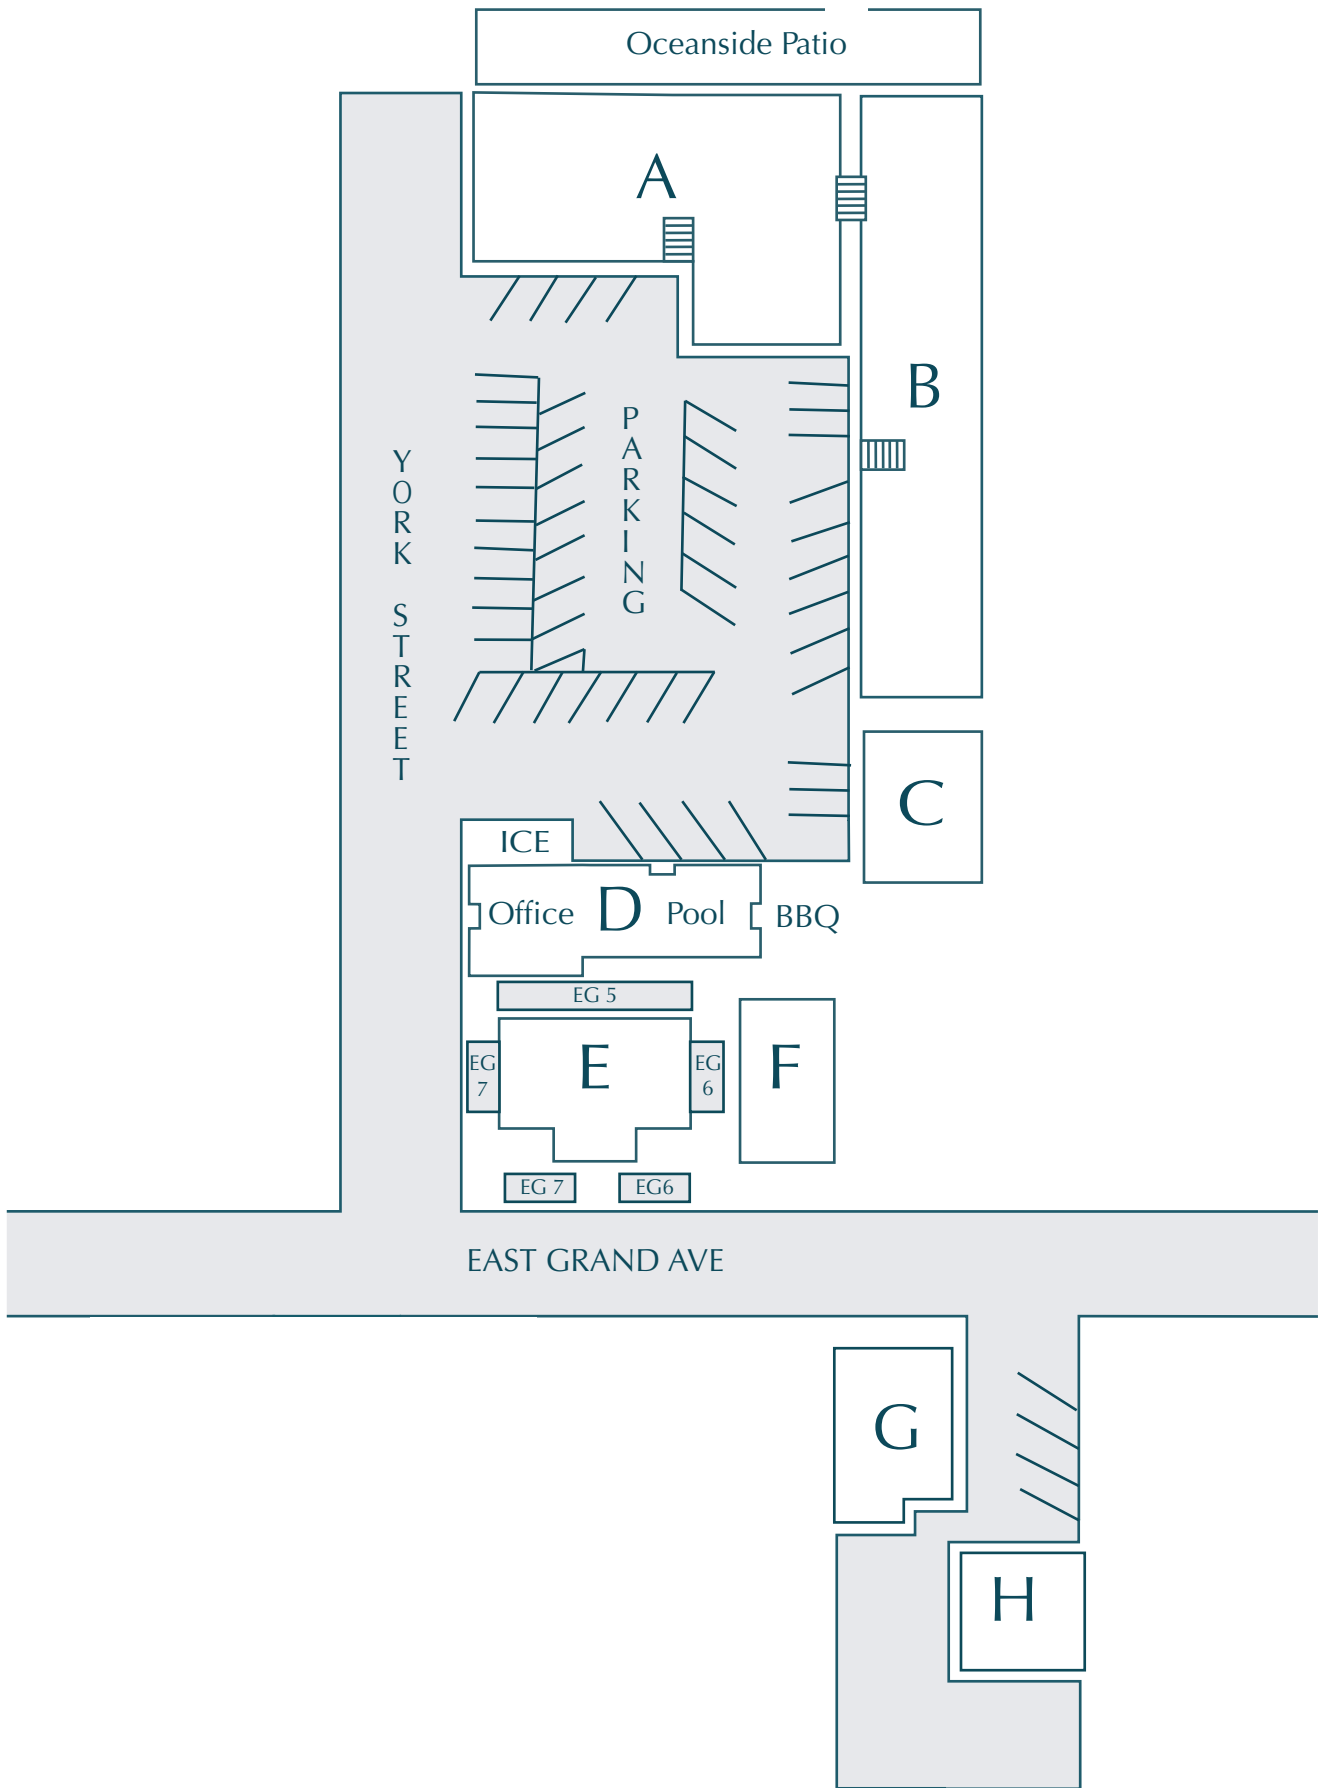 Oceanside Patio
A
B
PARKING
YORK STREET
C
ICE
Office D Pool BBQ
EG 5
E
F
EG
7
EG
6
EG 7
EG6
EAST GRAND AVE
G
H